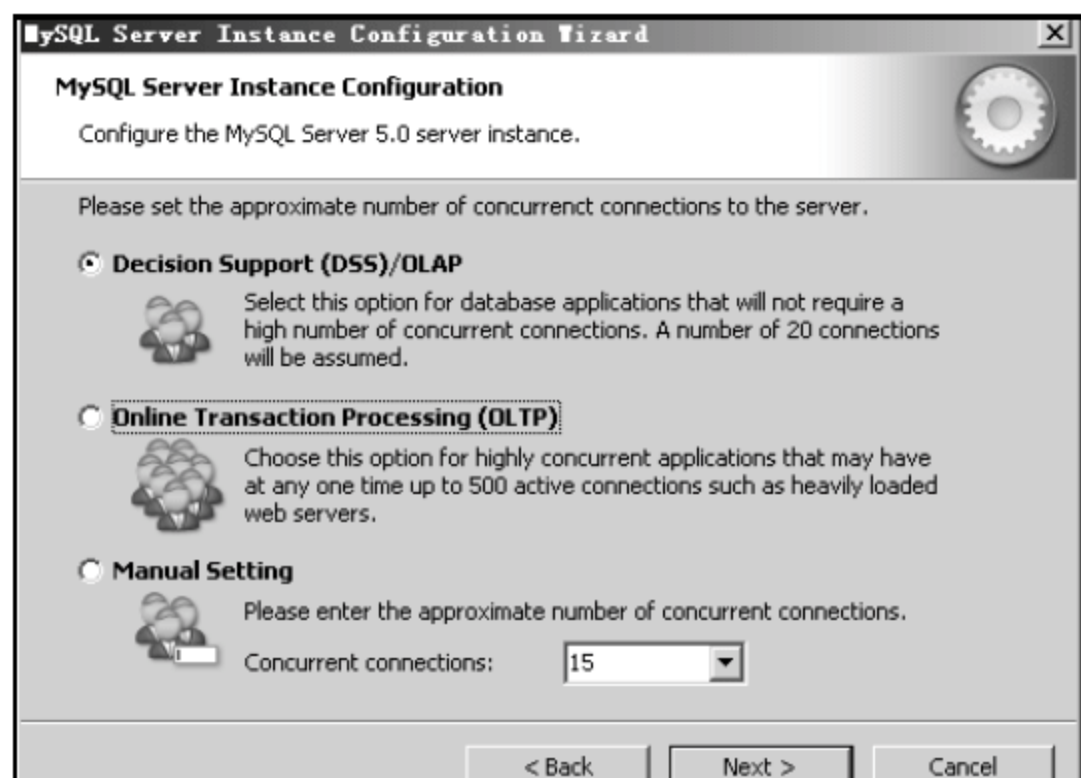 MySQL Server Instance Configuration Wizard
MySQL Server Instance Configuration
Configure the MySQL Server 5.0 server instance.
Please set the approximate number of concurrenct connections to the server.
Decision Support (DSS)/OLAP
Select this option for database applications that will not require a
high number of concurrent connections. A number of 20 connections
will be assumed.
Online Transaction Processing (OLTP)
Choose this option for highly concurrent applications that may have
at any one time up to 500 active connections such as heavily loaded
web servers.
Manual Setting
Please enter the approximate number of concurrent connections.
Concurrent connections: 15
< Back Next > Cancel